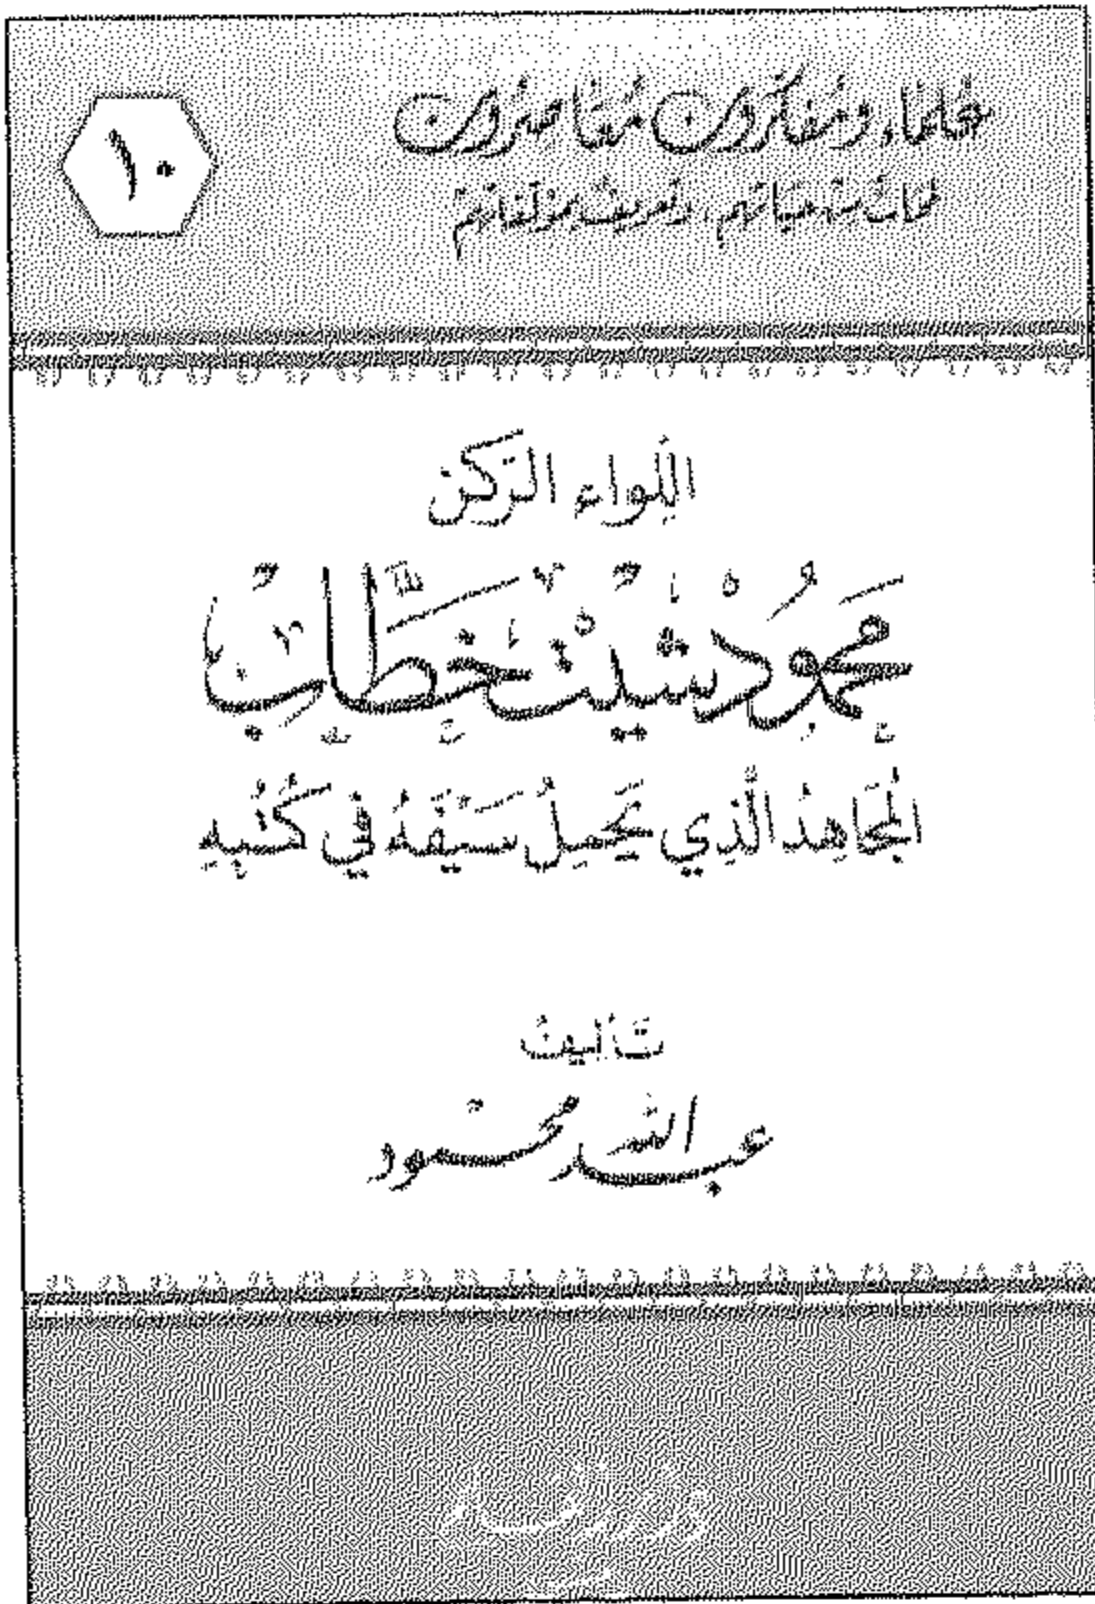 علماء ومفكرون معاصرون
لمحات من حياتهم، وتعريف بمؤلفاتهم
١٠
اللواء الركن
محمود شيت خطاب
المجاهد الذي يحمل سيفه في كتبه
تأليف
عبد الله محمود